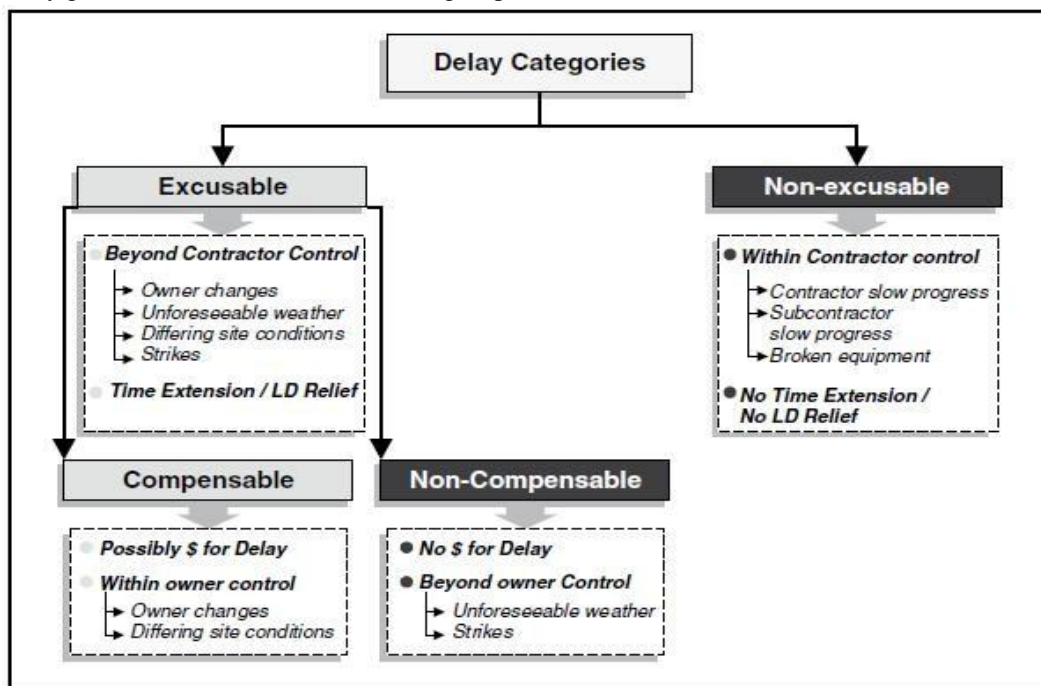 Delay Categories
Excusable
Beyond Contractor Control
Owner changes
Unforeseeable weather
Differing site conditions
Strikes
Time Extension / LD Relief
Non-excusable
Within Contractor control
Contractor slow progress
Subcontractor
slow progress
Broken equipment
No Time Extension /
No LD Relief
Compensable
Possibly $ for Delay
Within owner control
Owner changes
Differing site conditions
Non-Compensable
No $ for Delay
Beyond owner Control
Unforeseeable weather
Strikes